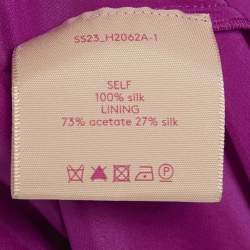 SS23_H2062A-1
SELF
100% silk
LINING
73% acetate 27% silk